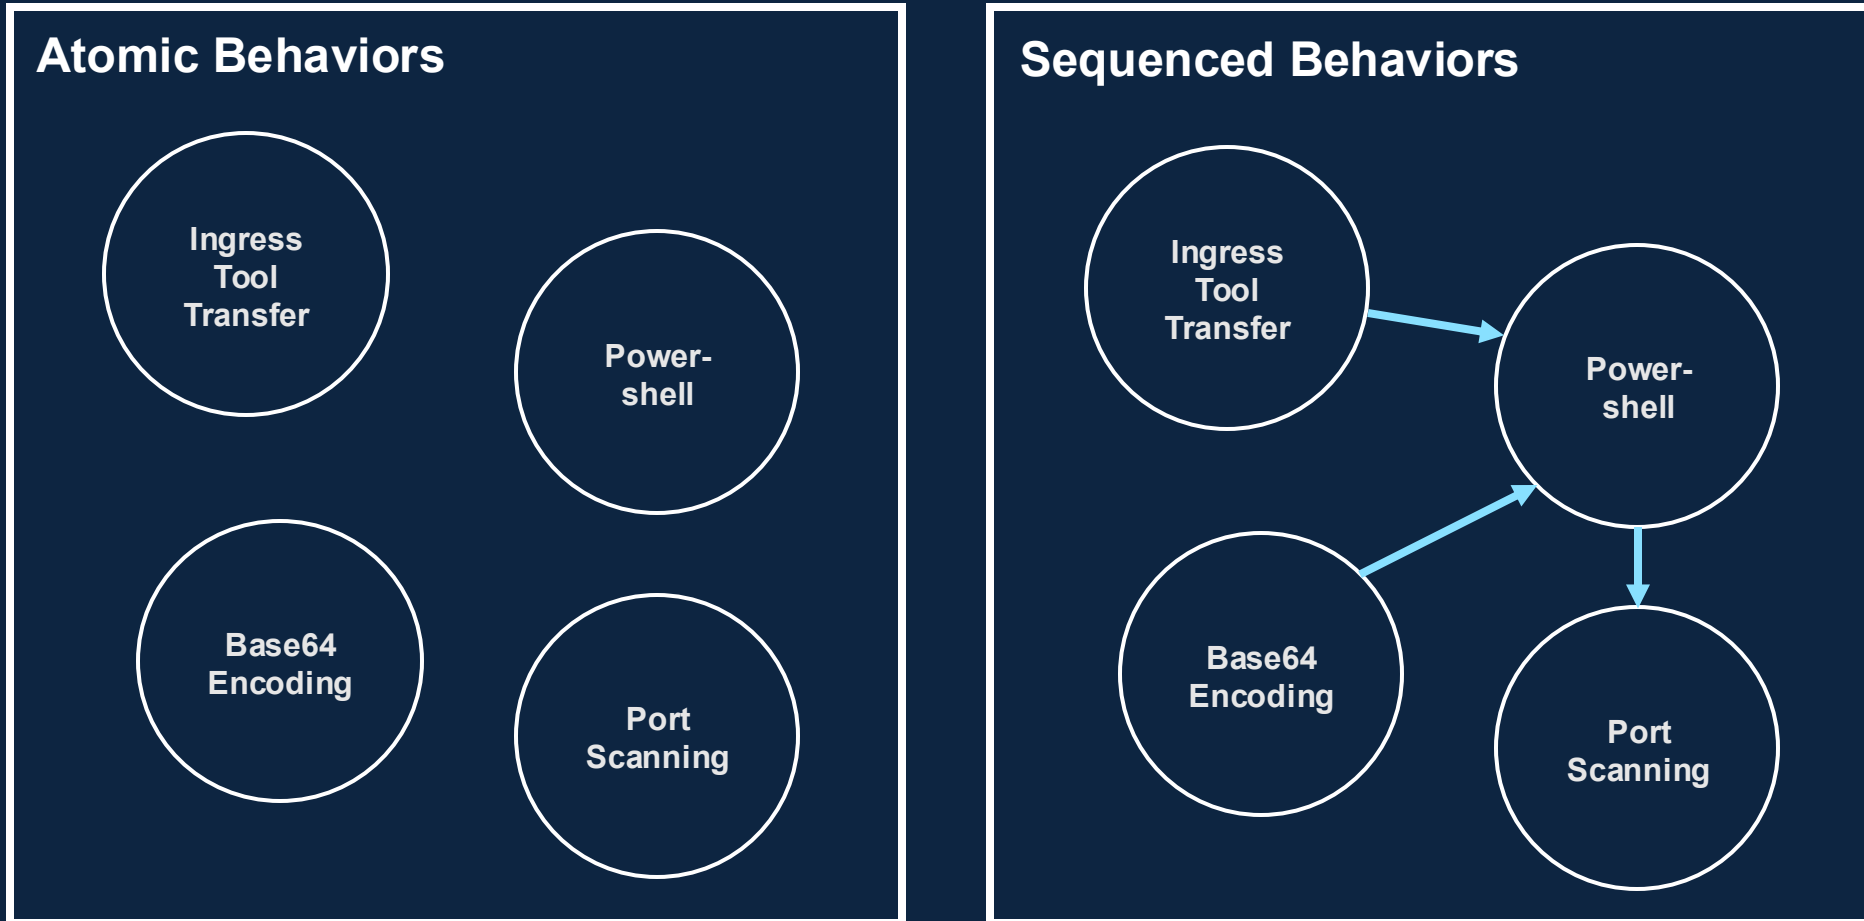 Atomic Behaviors
Ingress
Tool
Transfer
Power-
shell
Base64
Encoding
Port
Scanning
Sequenced Behaviors
Ingress
Tool
Transfer
Power-
shell
Base64
Encoding
Port
Scanning